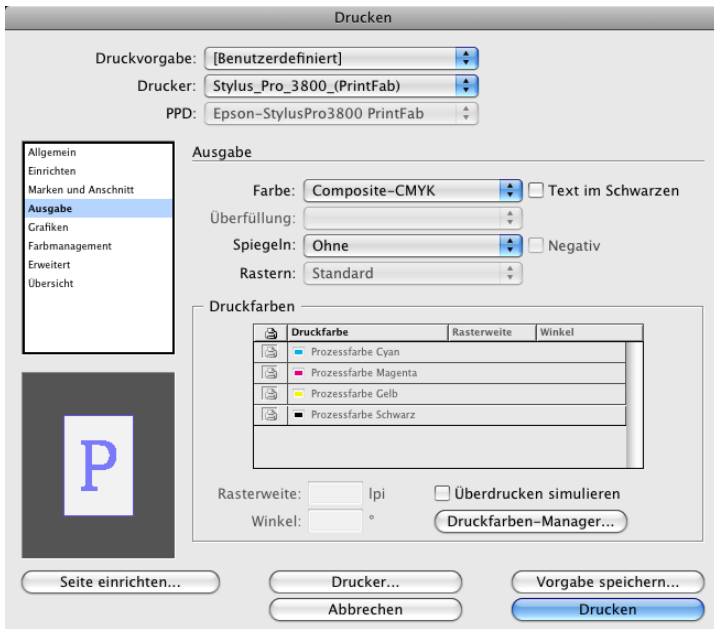 Drucken
Druckvorgabe: [Benutzerdefiniert]
Drucker: Stylus_Pro_3800_(PrintFab)
PPD: Epson-StylusPro3800 PrintFab
Allgemein
Einrichten
Marken und Anschnitt
Ausgabe
Grafiken
Farbmanagement
Erweitert
Übersicht
Ausgabe
Farbe: Composite-CMYK Text im Schwarzen
Überfüllung:
Spiegeln: Ohne Negativ
Rastern: Standard
Druckfarben
Druckfarbe Rasterweite Winkel
Prozessfarbe Cyan
Prozessfarbe Magenta
Prozessfarbe Gelb
Prozessfarbe Schwarz
P
Rasterweite: lpi Überdrucken simulieren
Winkel: ° Druckfarben-Manager...
Seite einrichten... Drucker... Vorgabe speichern...
Abbrechen Drucken